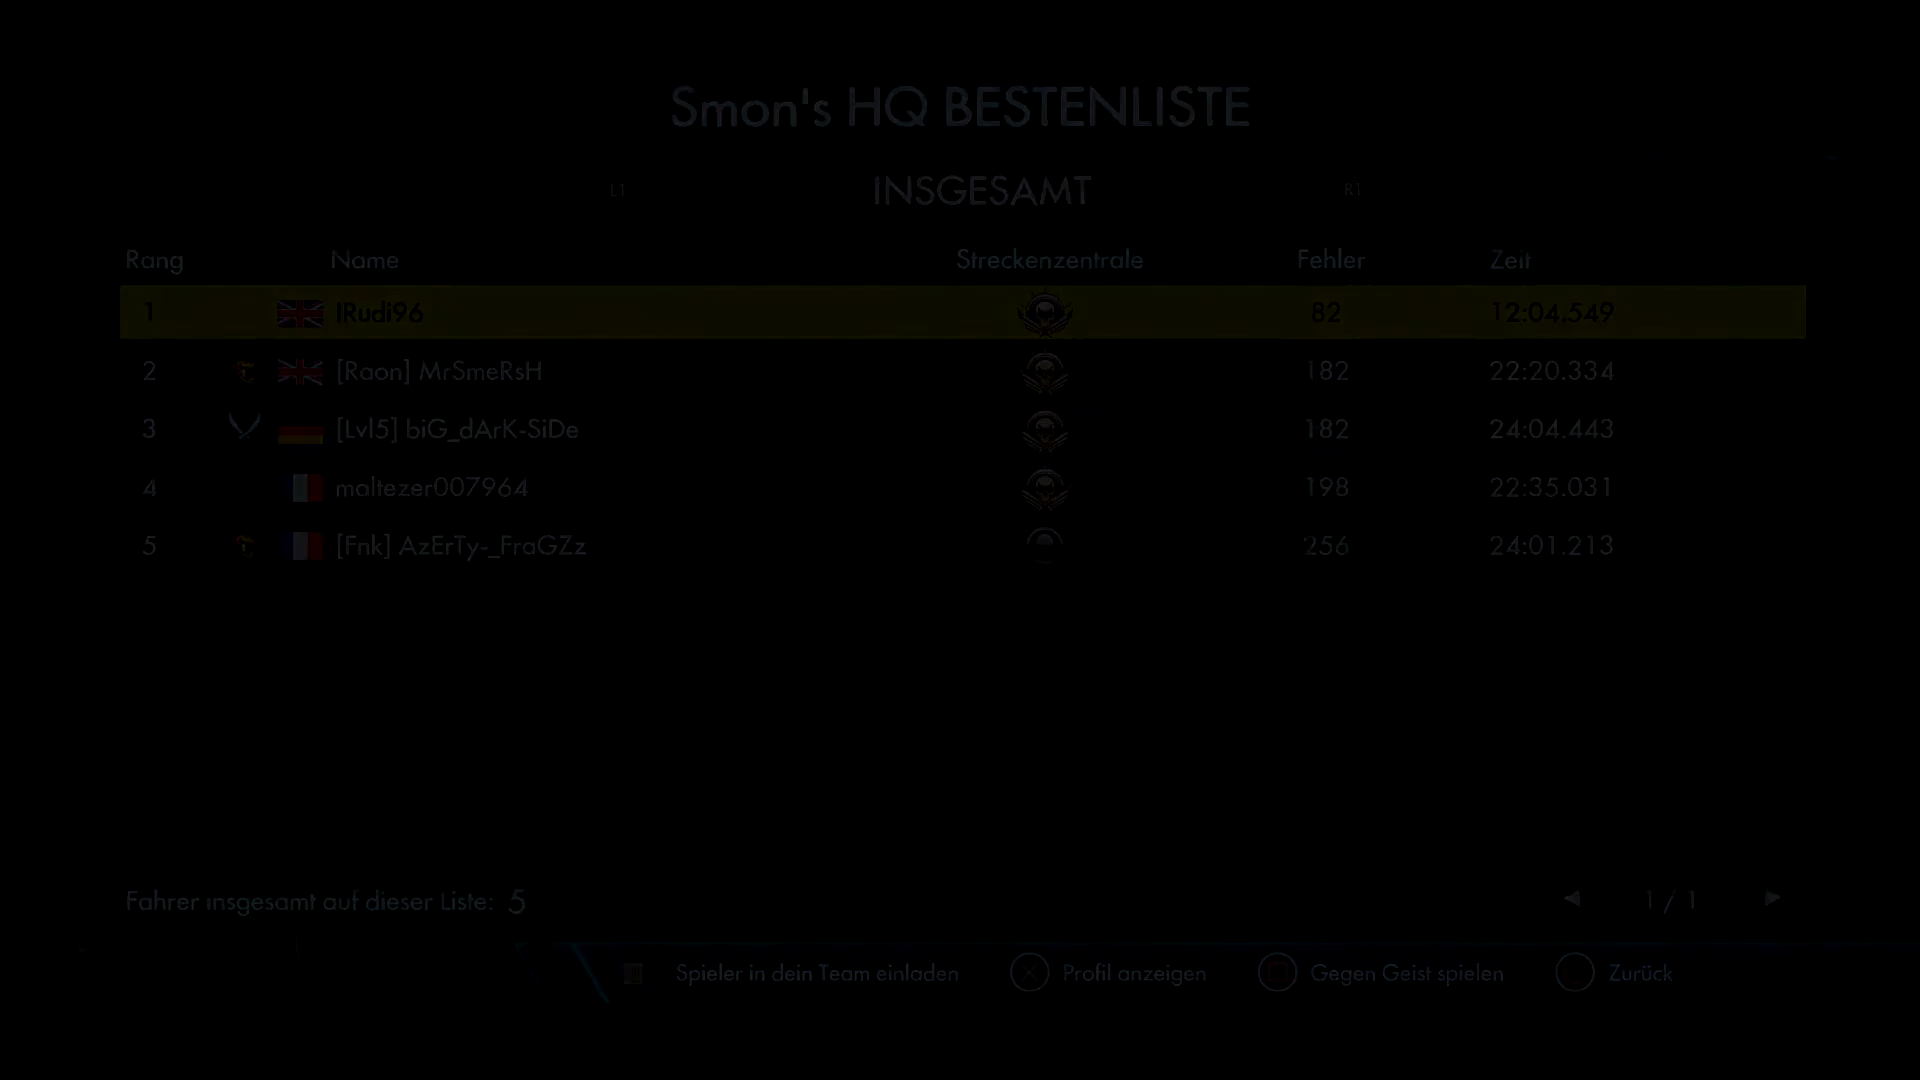 Smon's HQ BESTENLISTE
L1 INSGESAMT R1
Rang Name Streckenzentrale Fehler Zeit
1 IRudi96 82 12:04.549
2 [Raon] MrSmeRsH 182 22:20.334
3 [Lvl5] biG_dArK-SiDe 182 24:04.443
4 maltezer007964 198 22:35.031
5 [Fnk] AzErTy-_FraGZz 256 24:01.213
Fahrer insgesamt auf dieser Liste: 5 1 / 1
Spieler in dein Team einladen Profil anzeigen Gegen Geist spielen Zurück